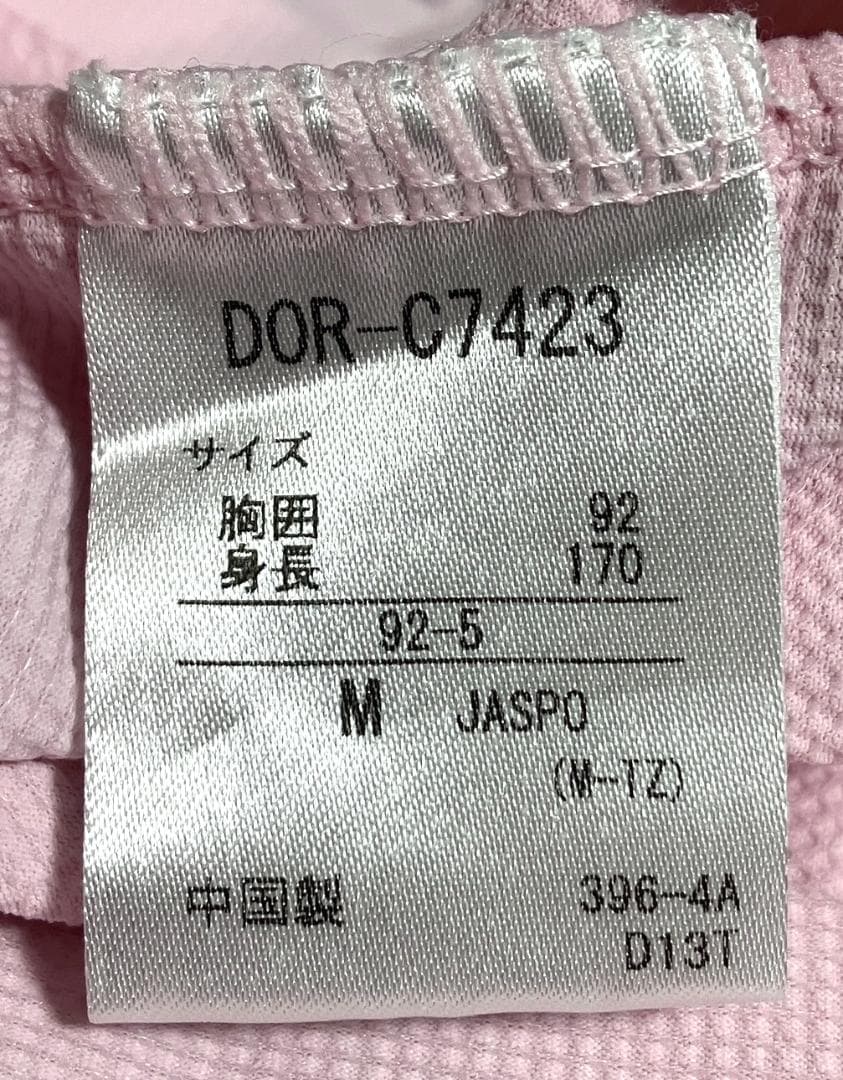 DOR-C7423
サイズ
胸囲 92
身長 170
92-5
M JASPO
(M-TZ)
中国製 396-4A
D13T